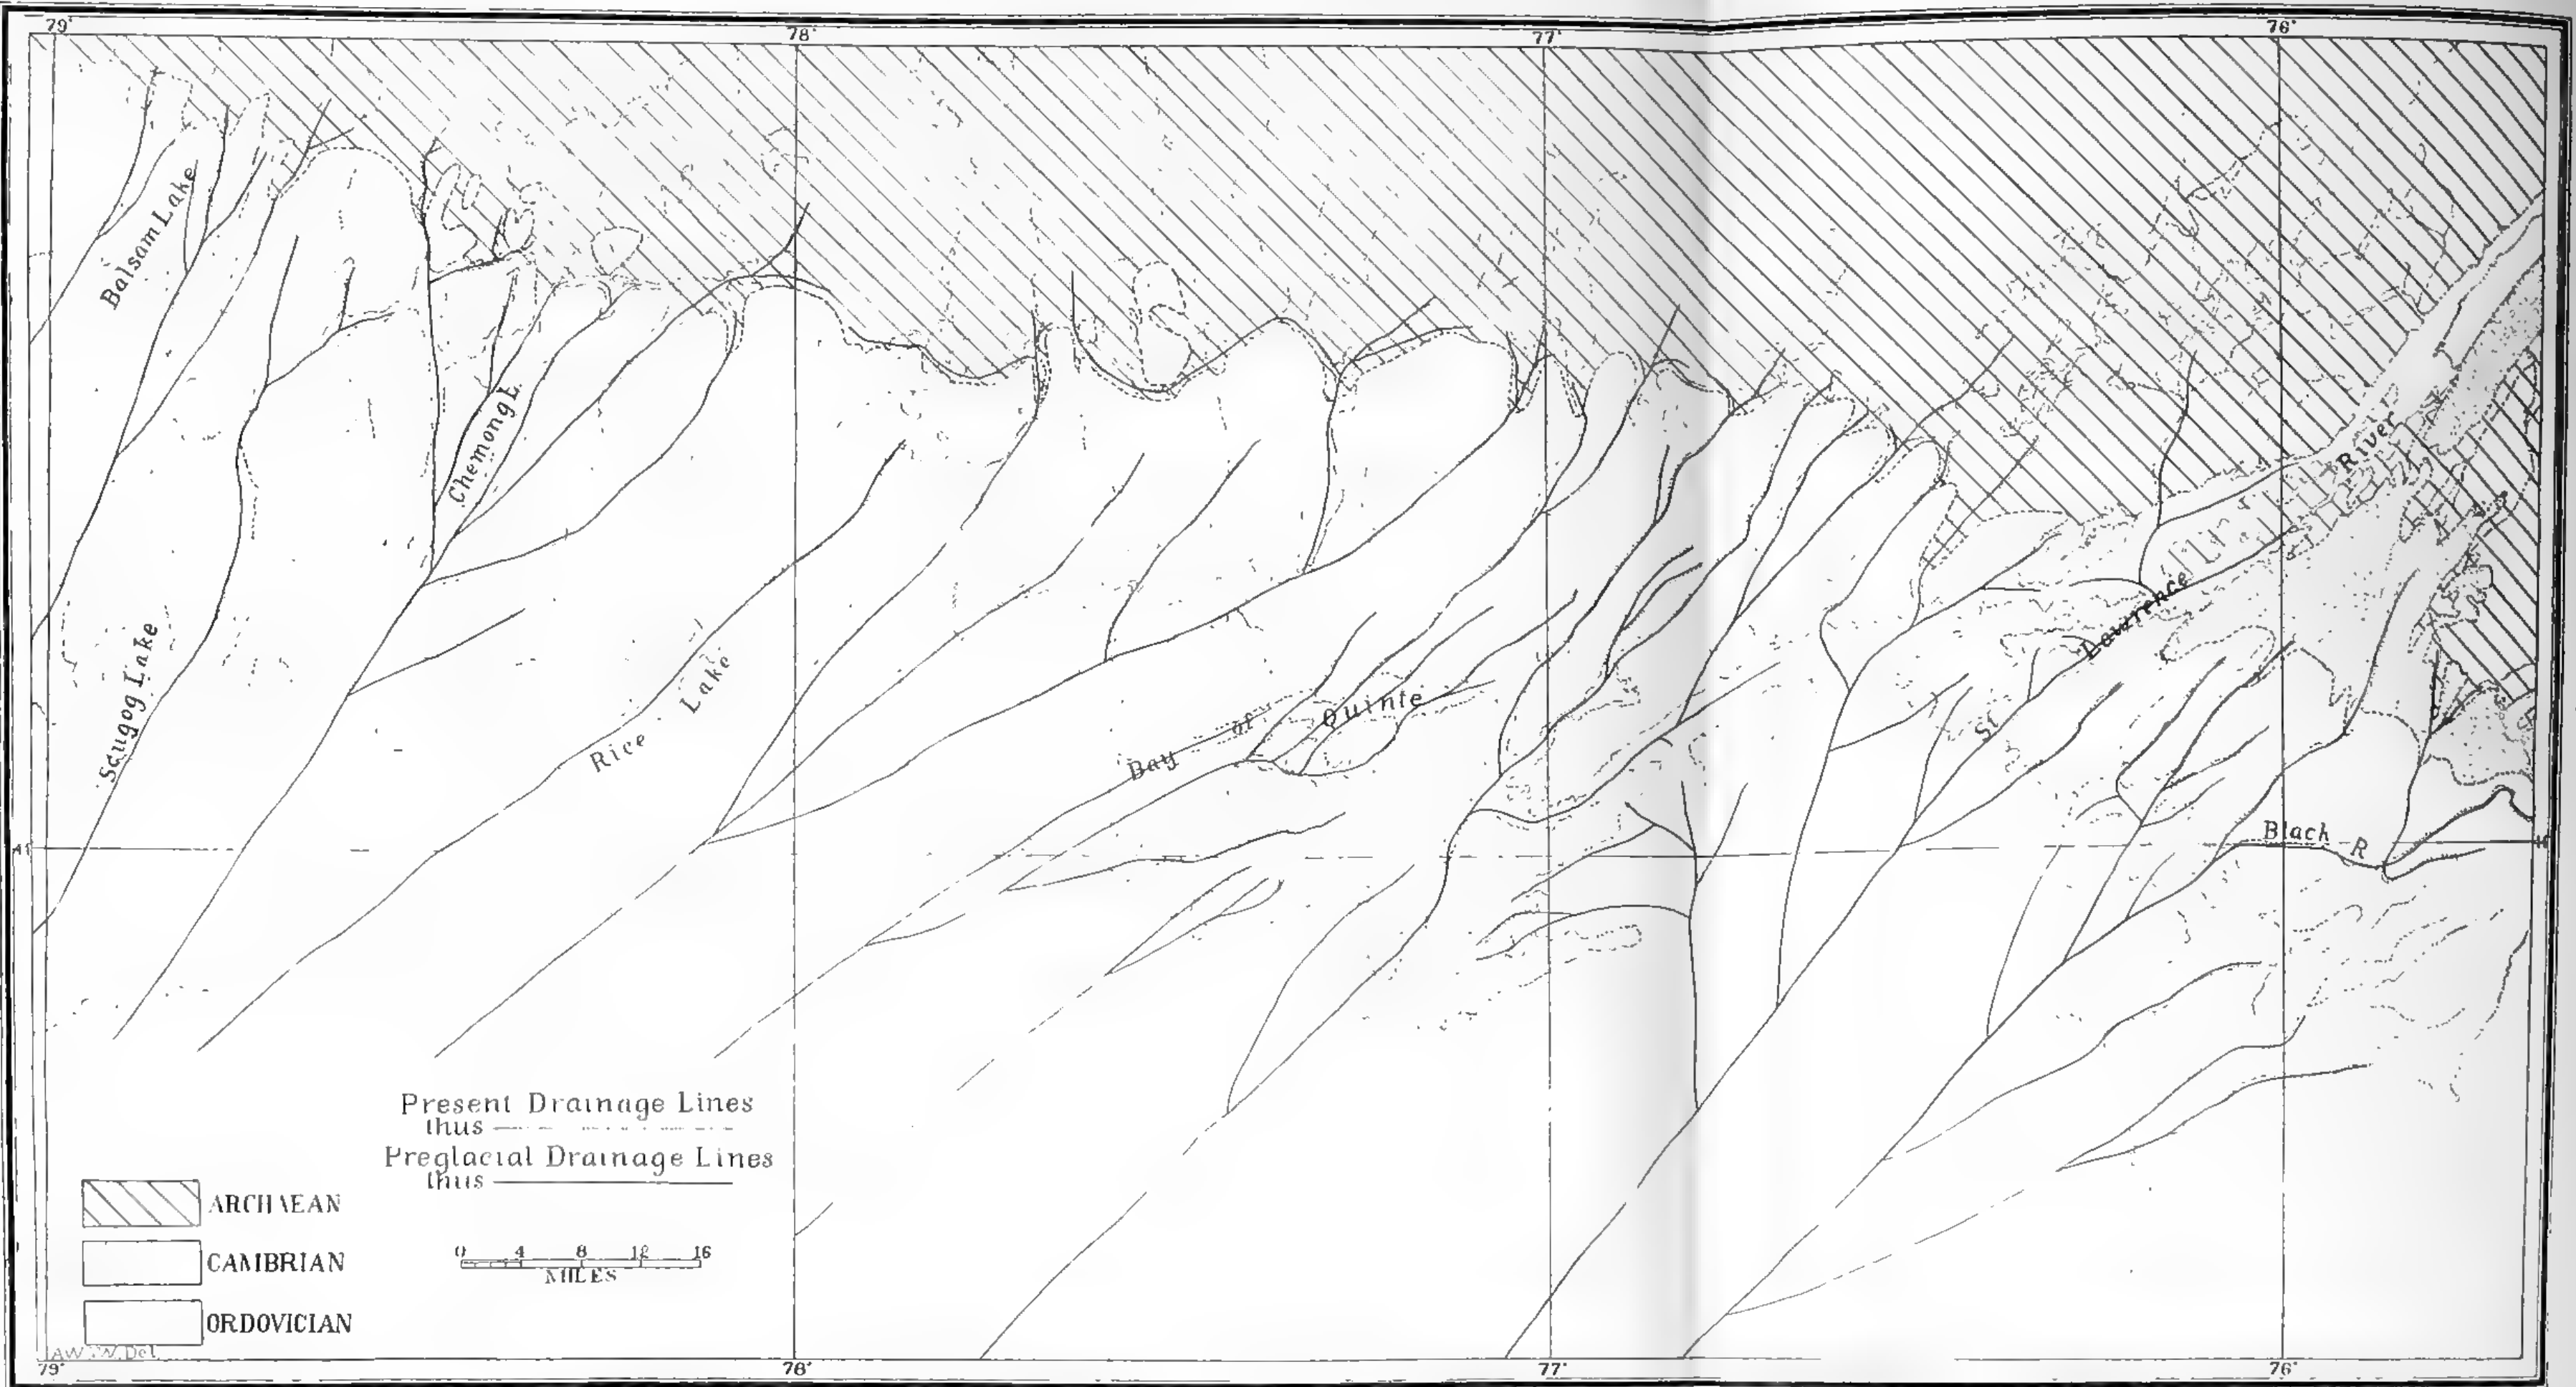 79°
78°
77°
76°
Balsam Lake
Chemong L
River
Lawrence
St
Scugog Lake
Rice Lake
Bay of Quinte
Black R
Present Drainage Lines
thus
Preglacial Drainage Lines
thus
ARCHAEAN
CAMBRIAN
ORDOVICIAN
0 4 8 12 16
MILES
79°
78°
77°
76°